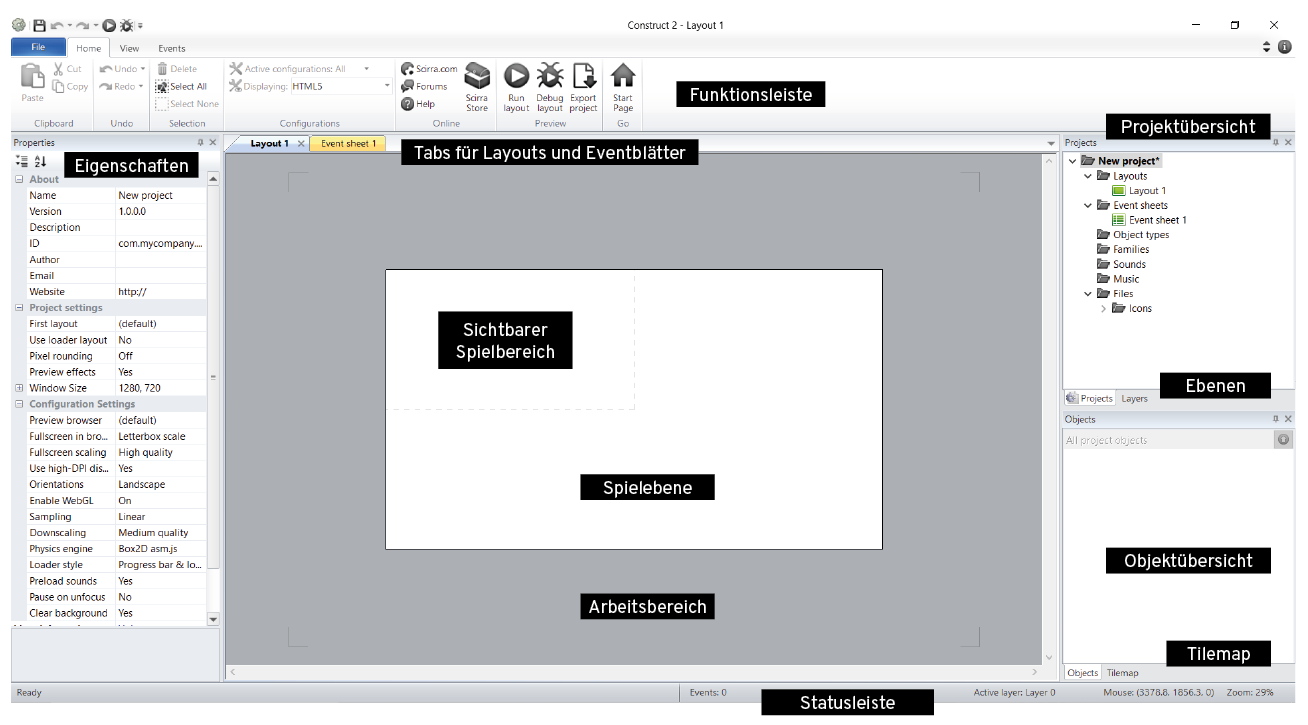 Construct 2 - Layout 1
File Home View Events
Paste
Cut
Copy
Clipboard
Undo
Redo
Undo
Delete
Select All
Select None
Selection
Active configurations: All
Displaying: HTML5
Configurations
Scirra.com
Forums
Help
Scirra Store
Online
Run layout
Debug layout
Export project
Preview
Start Page
Go
Funktionsleiste
Properties
Eigenschaften
About
Name New project
Version 1.0.0.0
Description
ID com.mycompany....
Author
Email
Website http://
Project settings
First layout (default)
Use loader layout No
Pixel rounding Off
Preview effects Yes
Window Size 1280, 720
Configuration Settings
Preview browser (default)
Fullscreen in bro... Letterbox scale
Fullscreen scaling High quality
Use high-DPI dis... Yes
Orientations Landscape
Enable WebGL On
Sampling Linear
Downscaling Medium quality
Physics engine Box2D asm.js
Loader style Progress bar & lo...
Preload sounds Yes
Pause on unfocus No
Clear background Yes
Layout 1 Event sheet 1
Tabs für Layouts und Eventblätter
Sichtbarer
Spielbereich
Spielebene
Arbeitsbereich
Projektübersicht
Projects
New project*
Layouts
Layout 1
Event sheets
Event sheet 1
Object types
Families
Sounds
Music
Files
Icons
Ebenen
Projects Layers
Objects
All project objects
Objektübersicht
Tilemap
Objects Tilemap
Ready
Events: 0
Statusleiste
Active layer: Layer 0
Mouse: (3378.8, 1856.3, 0)
Zoom: 29%